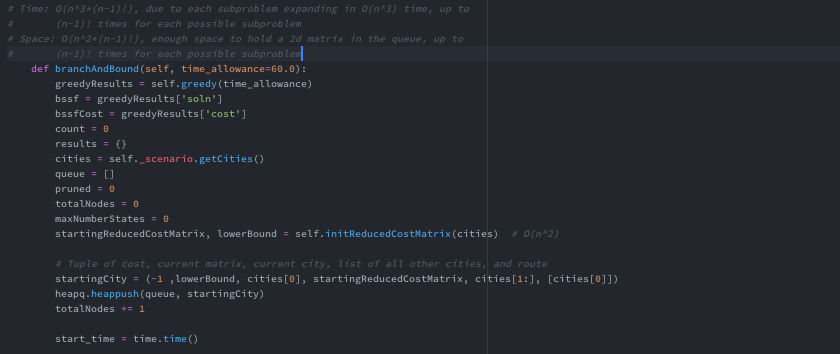 # Time: O(n^3*(n-1)!), due to each subproblem expanding in O(n^3) time, up to
#       (n-1)! times for each possible subproblem
# Space: O(n^2*(n-1)!), enough space to hold a 2d matrix in the queue, up to
#       (n-1)! times for each possible subproblem
    def branchAndBound(self, time_allowance=60.0):
        greedyResults = self.greedy(time_allowance)
        bssf = greedyResults['soln']
        bssfCost = greedyResults['cost']
        count = 0
        results = {}
        cities = self._scenario.getCities()
        queue = []
        pruned = 0
        totalNodes = 0
        maxNumberStates = 0
        startingReducedCostMatrix, lowerBound = self.initReducedCostMatrix(cities)  # O(n^2)

        # Tuple of cost, current matrix, current city, list of all other cities, and route
        startingCity = (-1 ,lowerBound, cities[0], startingReducedCostMatrix, cities[1:], [cities[0]])
        heapq.heappush(queue, startingCity)
        totalNodes += 1

        start_time = time.time()